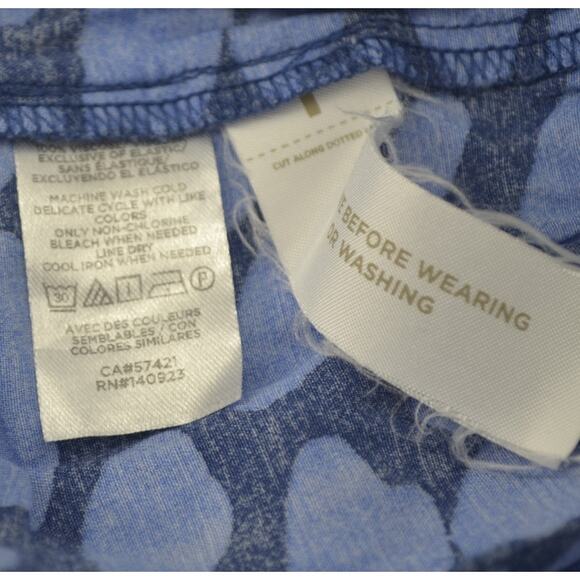 100% VISCOSE/
EXCLUSIVE OF ELASTIC/
SANS ÉLASTIQUE/
EXCLUYENDO EL ELÁSTICO
MACHINE WASH COLD
DELICATE CYCLE WITH LIKE
COLORS
ONLY NON-CHLORINE
BLEACH WHEN NEEDED
LINE DRY
COOL IRON WHEN NEEDED
30 P
AVEC DES COULEURS
SEMBLABLES / CON
COLORES SIMILARES
CA#57421
RN#140923
CUT ALONG DOTTED
E BEFORE WEARING
OR WASHING